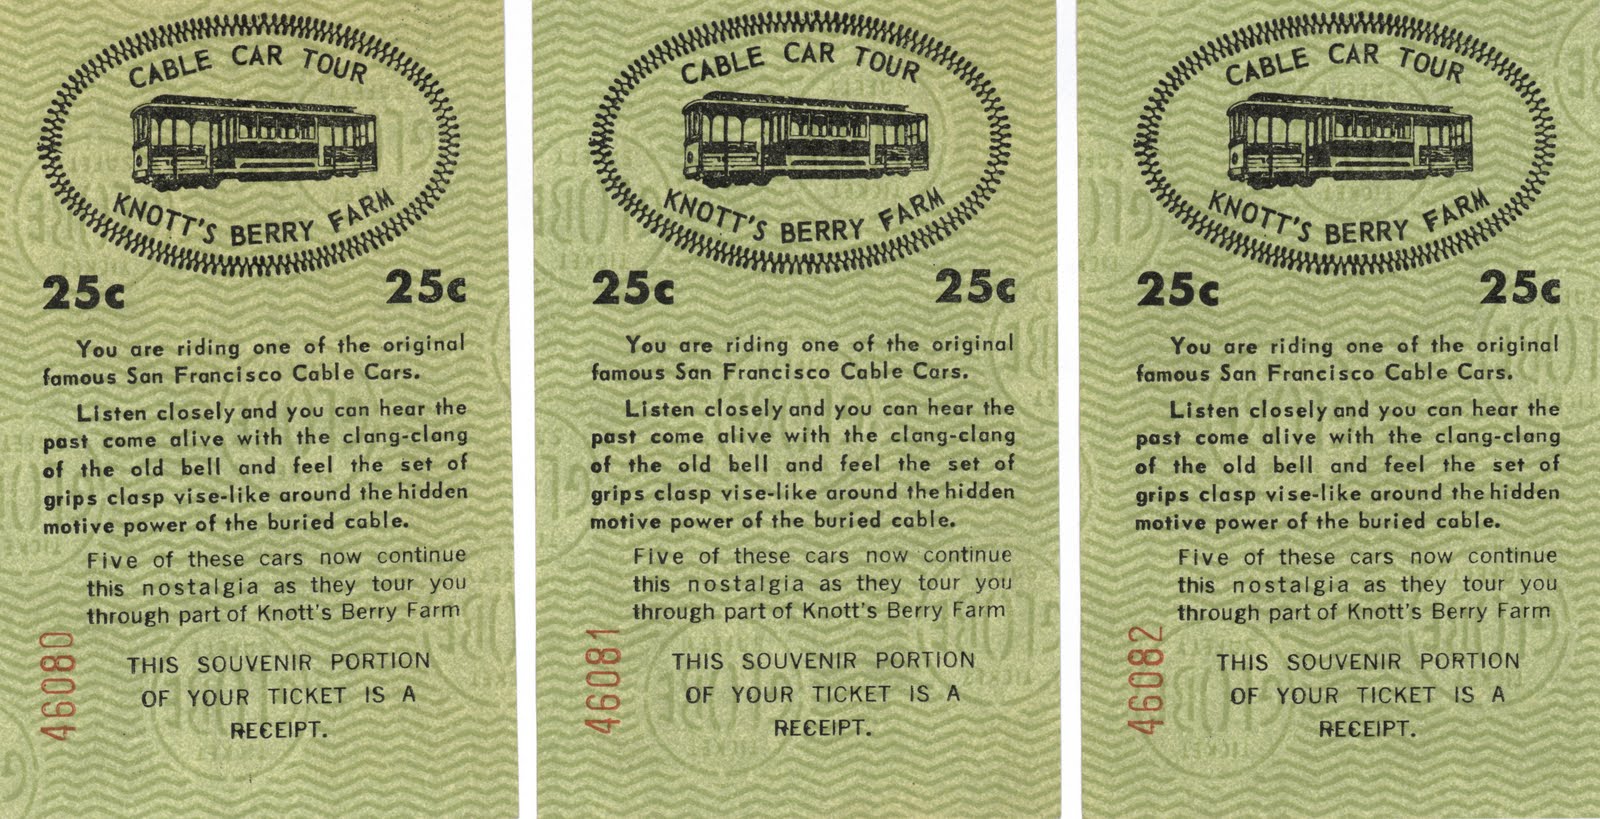 CABLE CAR TOUR
KNOTT'S BERRY FARM
25c 25c
You are riding one of the original
famous San Francisco Cable Cars.
Listen closely and you can hear the
past come alive with the clang-clang
of the old bell and feel the set of
grips clasp vise-like around the hidden
motive power of the buried cable.
Five of these cars now continue
this nostalgia as they tour you
through part of Knott's Berry Farm
46080
THIS SOUVENIR PORTION
OF YOUR TICKET IS A
RECEIPT.
CABLE CAR TOUR
KNOTT'S BERRY FARM
25c 25c
You are riding one of the original
famous San Francisco Cable Cars.
Listen closely and you can hear the
past come alive with the clang-clang
of the old bell and feel the set of
grips clasp vise-like around the hidden
motive power of the buried cable.
Five of these cars now continue
this nostalgia as they tour you
through part of Knott's Berry Farm
46081
THIS SOUVENIR PORTION
OF YOUR TICKET IS A
RECEIPT.
CABLE CAR TOUR
KNOTT'S BERRY FARM
25c 25c
You are riding one of the original
famous San Francisco Cable Cars.
Listen closely and you can hear the
past come alive with the clang-clang
of the old bell and feel the set of
grips clasp vise-like around the hidden
motive power of the buried cable.
Five of these cars now continue
this nostalgia as they tour you
through part of Knott's Berry Farm
46082
THIS SOUVENIR PORTION
OF YOUR TICKET IS A
RECEIPT.